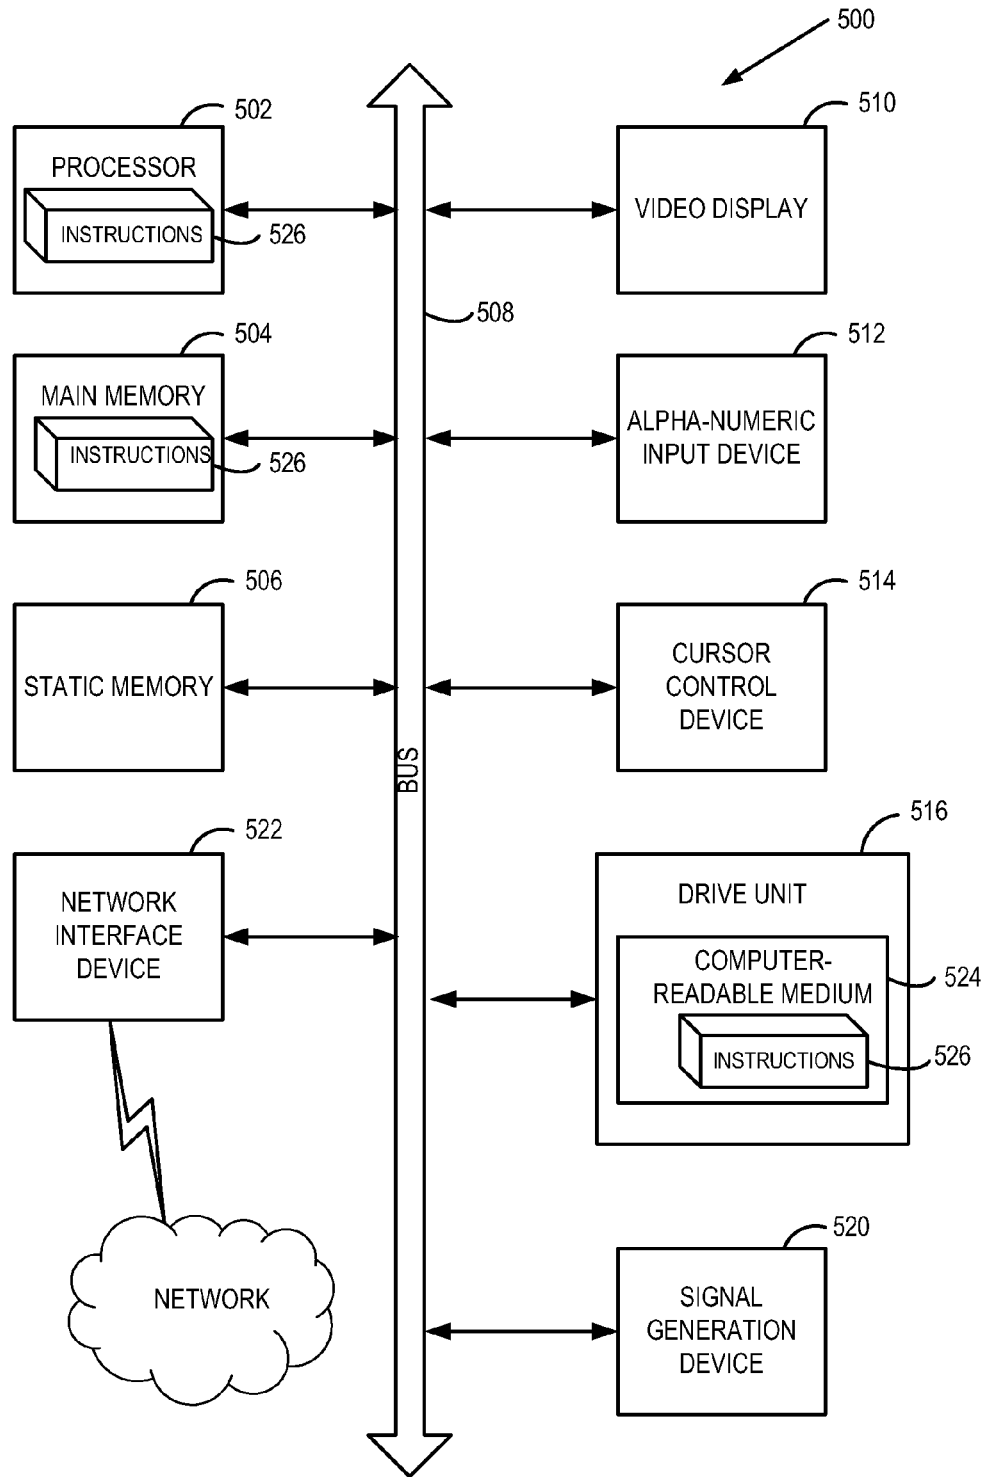 500
502
PROCESSOR
INSTRUCTIONS
526
510
VIDEO DISPLAY
508
504
MAIN MEMORY
INSTRUCTIONS
526
512
ALPHA-NUMERIC
INPUT DEVICE
506
STATIC MEMORY
514
CURSOR
CONTROL
DEVICE
BUS
522
NETWORK
INTERFACE
DEVICE
516
DRIVE UNIT
COMPUTER-
READABLE MEDIUM
524
INSTRUCTIONS
526
NETWORK
520
SIGNAL
GENERATION
DEVICE